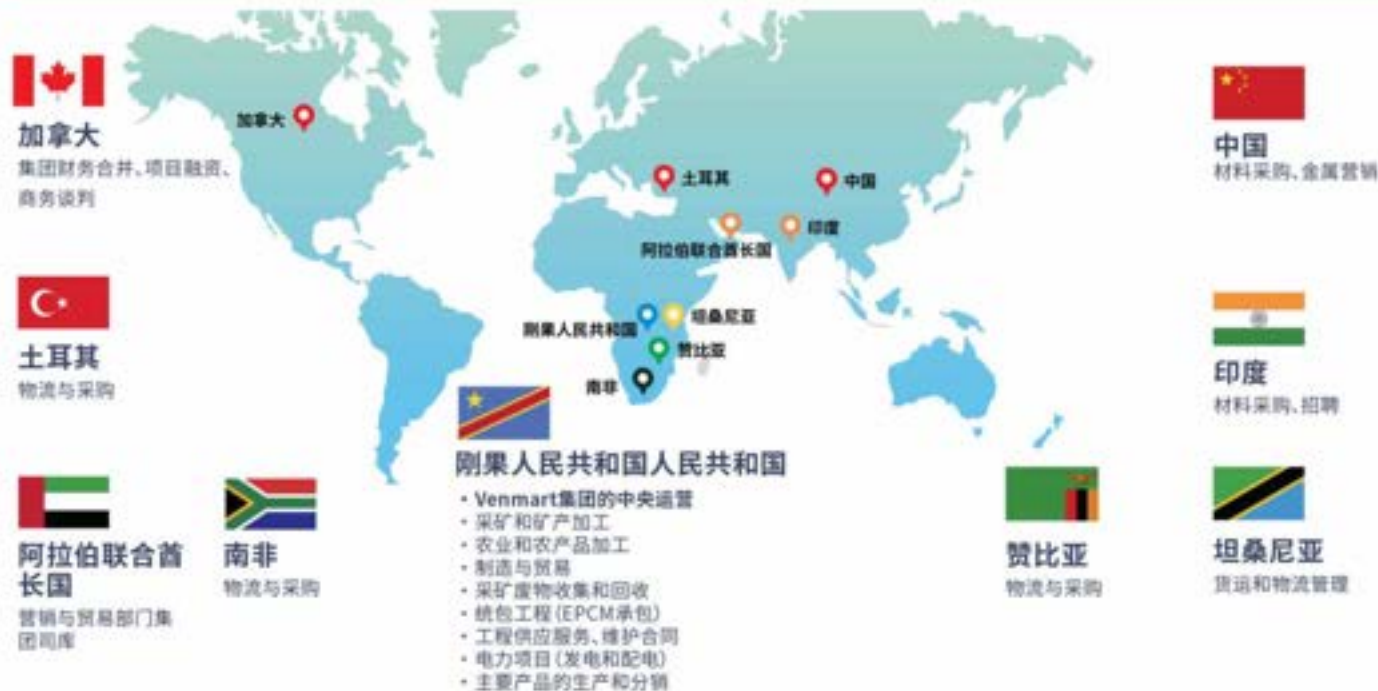 加拿大
集团财务合并、项目融资、
商务谈判
土耳其
物流与采购
阿拉伯联合酋
长国
营销与贸易部门集
团司库
南非
物流与采购
加拿大
土耳其
中国
印度
阿拉伯联合酋长国
刚果人民共和国
坦桑尼亚
赞比亚
南非
刚果人民共和国人民共和国
• Venmart集团的中央运营
• 采矿和矿产加工
• 农业和农产品加工
• 制造与贸易
• 采矿废物收集和回收
• 统包工程(EPCM承包)
• 工程供应服务、维护合同
• 电力项目(发电和配电)
• 主要产品的生产和分销
中国
材料采购、金属营销
印度
材料采购、招聘
赞比亚
物流与采购
坦桑尼亚
货运和物流管理